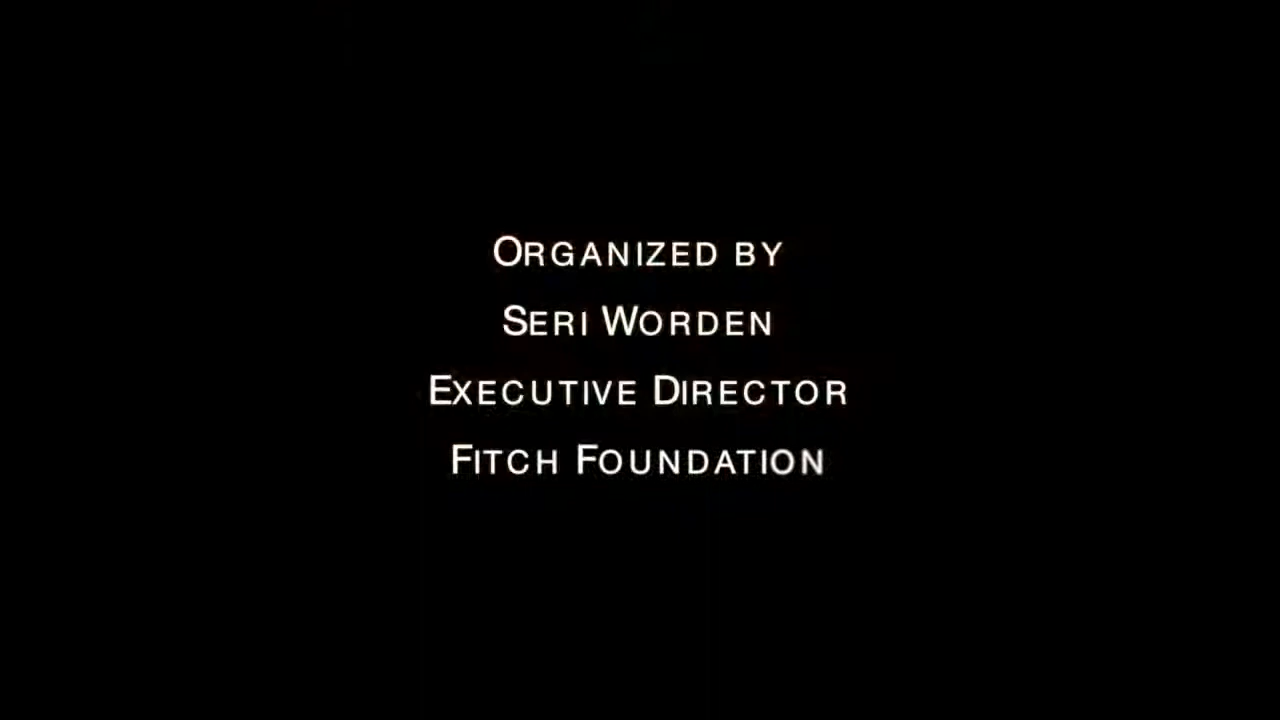 Organized by
Seri Worden
Executive Director
Fitch Foundation